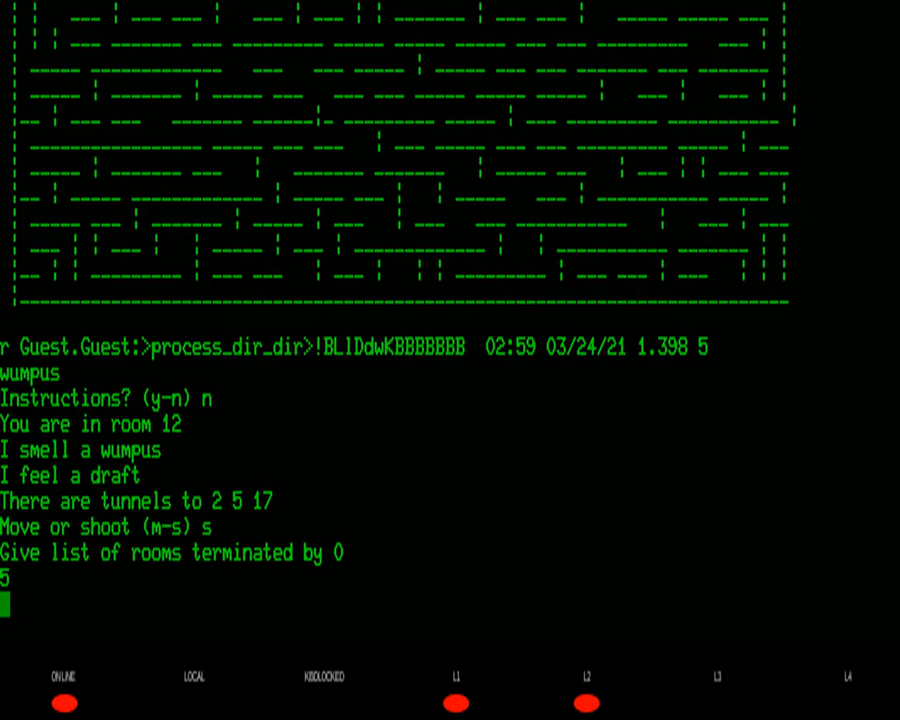 r Guest.Guest:>process_dir_dir>!BLlDdwKBBBBBBB  02:59 03/24/21 1.398 5
wumpus
Instructions? (y-n) n
You are in room 12
I smell a wumpus
I feel a draft
There are tunnels to 2 5 17
Move or shoot (m-s) s
Give list of rooms terminated by 0
5
ONLINE LOCAL KBDLOCKED L1 L2 L3 L4